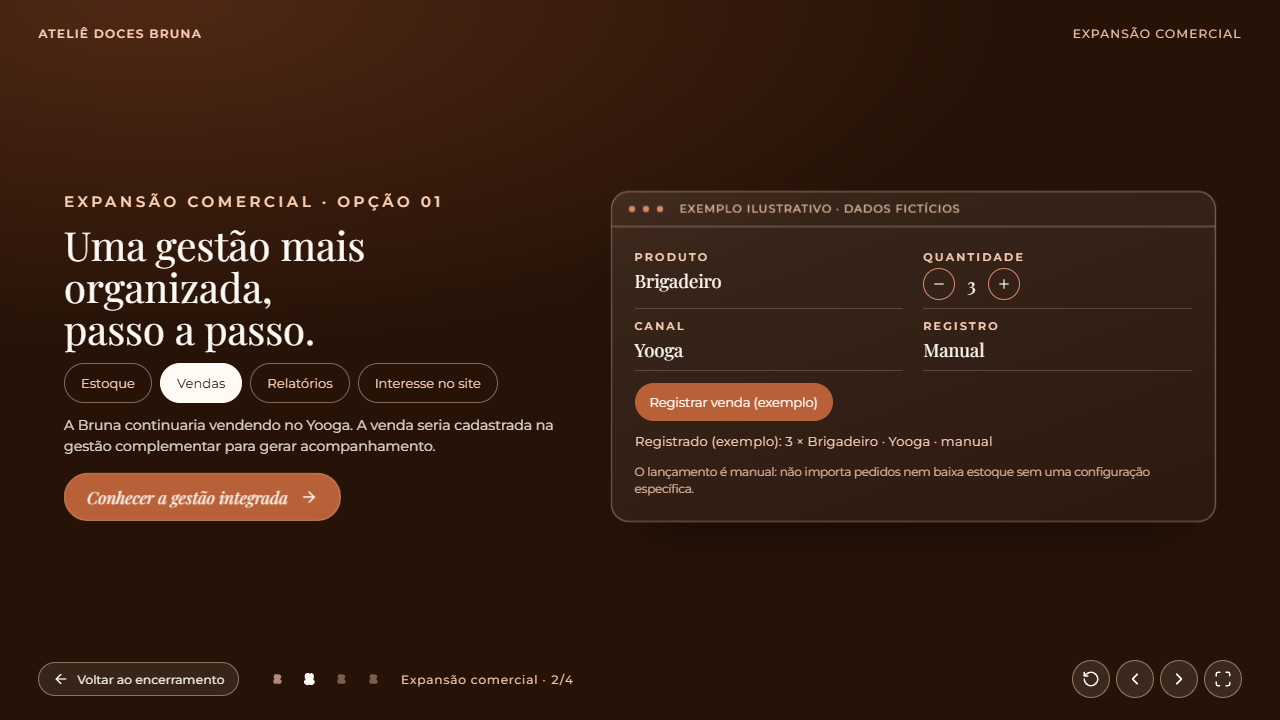 ATELIÊ DOCES BRUNA
EXPANSÃO COMERCIAL
EXPANSÃO COMERCIAL · OPÇÃO 01
Uma gestão mais
organizada,
passo a passo.
Estoque
Vendas
Relatórios
Interesse no site
A Bruna continuaria vendendo no Yooga. A venda seria cadastrada na
gestão complementar para gerar acompanhamento.
Conhecer a gestão integrada
EXEMPLO ILUSTRATIVO · DADOS FICTÍCIOS
PRODUTO
Brigadeiro
QUANTIDADE
3
CANAL
Yooga
REGISTRO
Manual
Registrar venda (exemplo)
Registrado (exemplo): 3 × Brigadeiro · Yooga · manual
O lançamento é manual: não importa pedidos nem baixa estoque sem uma configuração
específica.
Voltar ao encerramento
Expansão comercial · 2/4